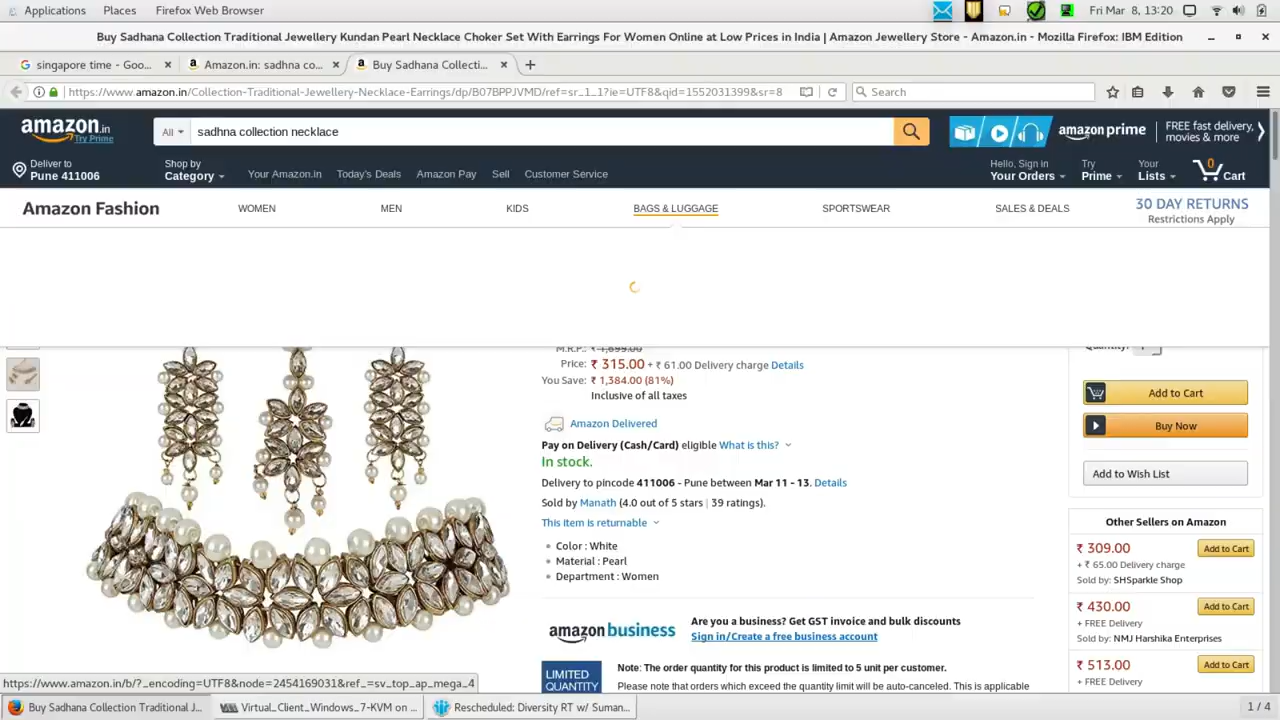 Applications Places Firefox Web Browser Fri Mar 8, 13:20
Buy Sadhana Collection Traditional Jewellery Kundan Pearl Necklace Choker Set With Earrings For Women Online at Low Prices in India | Amazon Jewellery Store - Amazon.in - Mozilla Firefox: IBM Edition
singapore time - Goo... Amazon.in: sadhna co... Buy Sadhana Collecti...
https://www.amazon.in/Collection-Traditional-Jewellery-Necklace-Earrings/dp/B07BPPJVMD/ref=sr_1_1?ie=UTF8&qid=1552031399&sr=8 Search
amazon.in Try Prime All sadhna collection necklace amazon prime FREE fast delivery, movies & more
Deliver to Pune 411006 Shop by Category Your Amazon.in Today's Deals Amazon Pay Sell Customer Service Hello, Sign in Your Orders Try Prime Your Lists 0 Cart
Amazon Fashion WOMEN MEN KIDS BAGS & LUGGAGE SPORTSWEAR SALES & DEALS 30 DAY RETURNS
Restrictions Apply
M.R.P.: ₹ 1,699.00
Price: ₹ 315.00 + ₹ 61.00 Delivery charge Details
You Save: ₹ 1,384.00 (81%)
Inclusive of all taxes
Amazon Delivered
Pay on Delivery (Cash/Card) eligible What is this?
In stock.
Delivery to pincode 411006 - Pune between Mar 11 - 13. Details
Sold by Manath (4.0 out of 5 stars | 39 ratings).
This item is returnable
Color : White
Material : Pearl
Department : Women
amazon business Are you a business? Get GST invoice and bulk discounts
Sign in/Create a free business account
LIMITED QUANTITY Note: The order quantity for this product is limited to 5 unit per customer.
Please note that orders which exceed the quantity limit will be auto-canceled. This is applicable
Quantity: 1
Add to Cart
Buy Now
Add to Wish List
Other Sellers on Amazon
₹ 309.00 Add to Cart
+ ₹ 65.00 Delivery charge
Sold by: SHSparkle Shop
₹ 430.00 Add to Cart
+ FREE Delivery
Sold by: NMJ Harshika Enterprises
₹ 513.00 Add to Cart
+ FREE Delivery
https://www.amazon.in/b/?_encoding=UTF8&node=2454169031&ref_=sv_top_ap_mega_4
Buy Sadhana Collection Traditional J... Virtual_Client_Windows_7-KVM on ... Rescheduled: Diversity RT w/ Suman... 1 / 4